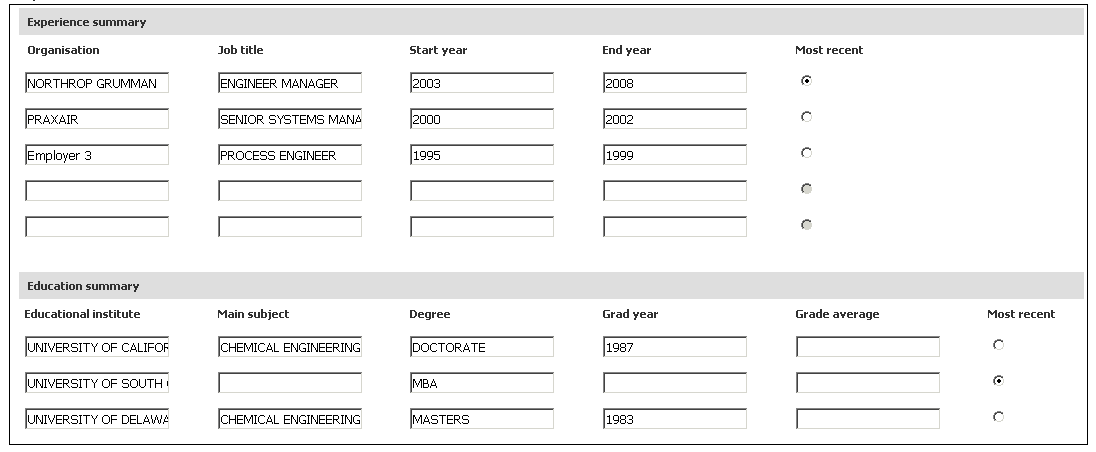 Experience summary
Organisation Job title Start year End year Most recent
NORTHROP GRUMMAN ENGINEER MANAGER 2003 2008
PRAXAIR SENIOR SYSTEMS MANA 2000 2002
Employer 3 PROCESS ENGINEER 1995 1999
Education summary
Educational institute Main subject Degree Grad year Grade average Most recent
UNIVERSITY OF CALIFOR CHEMICAL ENGINEERING DOCTORATE 1987
UNIVERSITY OF SOUTH MBA
UNIVERSITY OF DELAWA CHEMICAL ENGINEERING MASTERS 1983